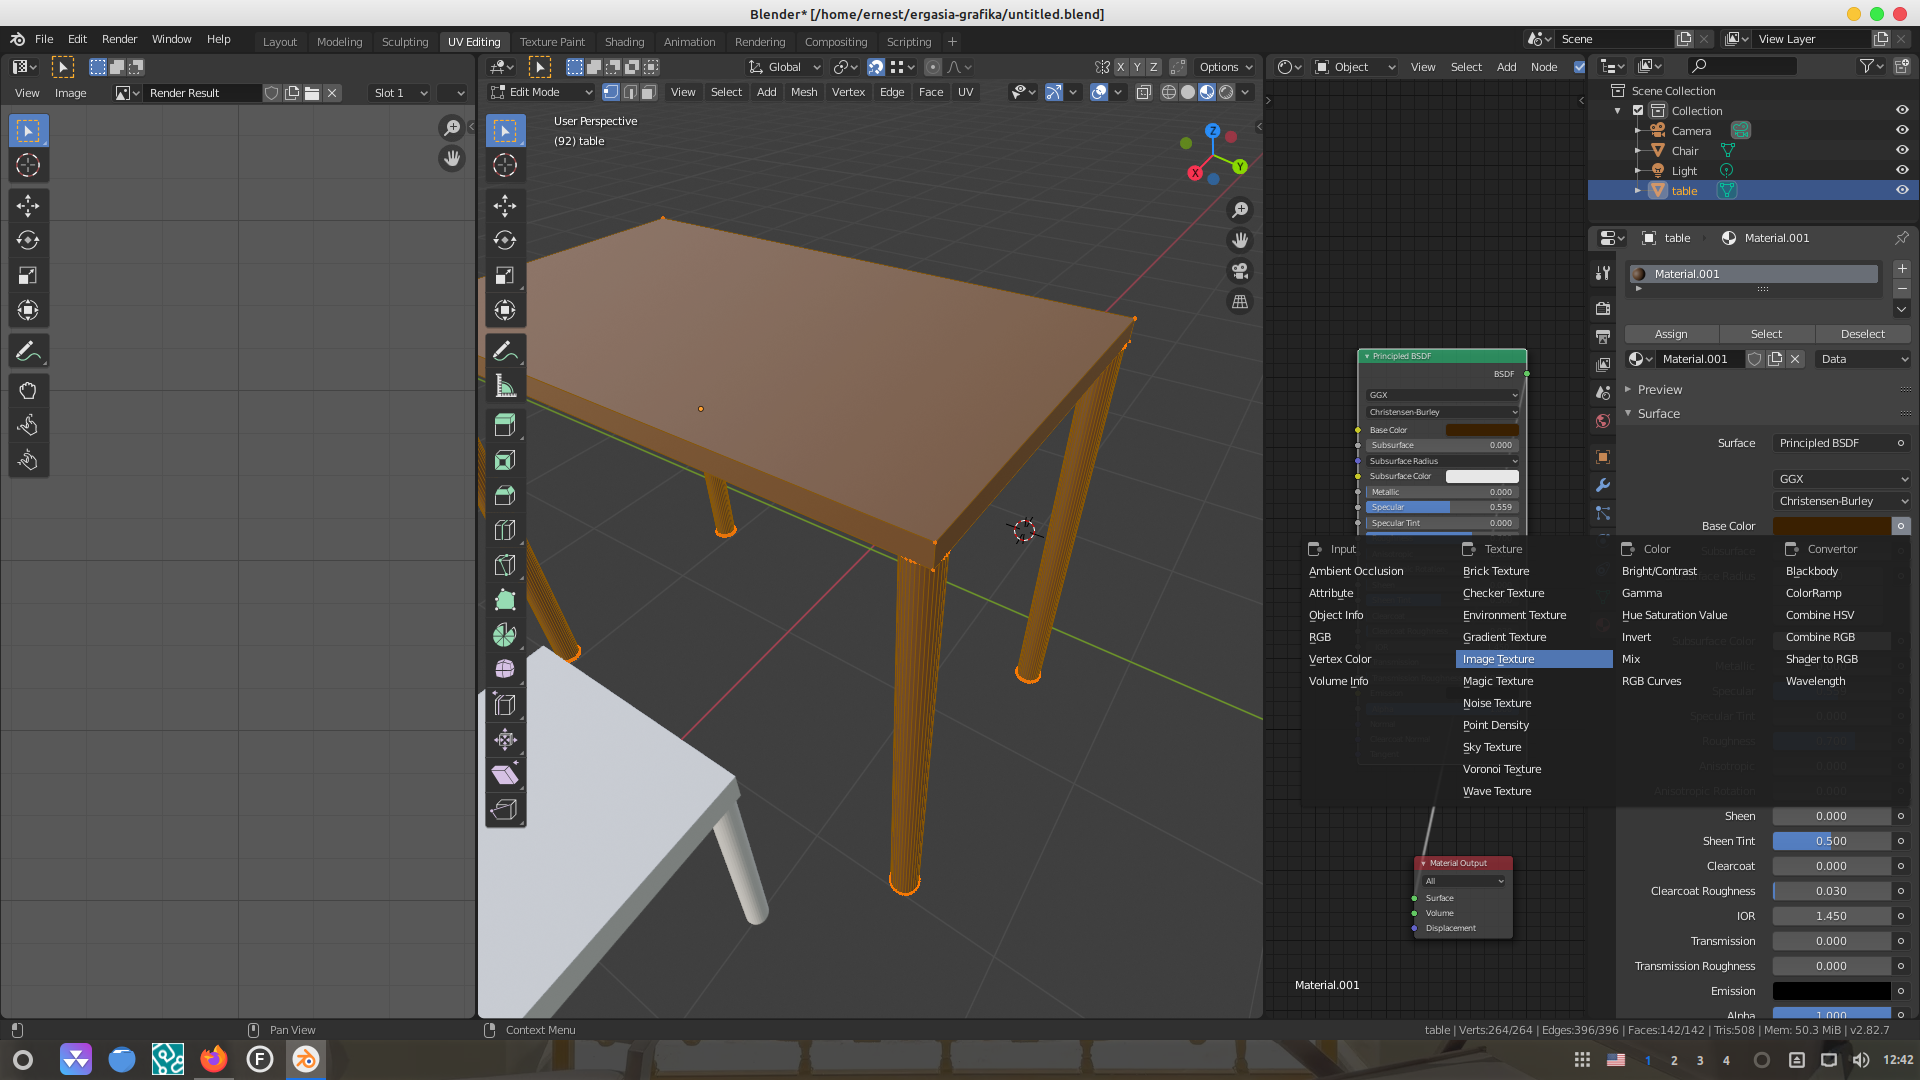 Blender* [/home/ernest/ergasia-grafika/untitled.blend]
File Edit Render Window Help Layout Modeling Sculpting UV Editing Texture Paint Shading Animation Rendering Compositing Scripting + Scene View Layer
Global X Y Z Options Object View Select Add Node
View Image Render Result Slot 1 Edit Mode View Select Add Mesh Vertex Edge Face UV
Scene Collection
Collection
Camera
Chair
Light
table
User Perspective
(92) table
Z
Y
X
table Material.001
Material.001
Assign Select Deselect
Material.001 Data
Preview
Surface
Surface Principled BSDF
GGX
Christensen-Burley
Base Color
Principled BSDF
BSDF
GGX
Christensen-Burley
Base Color
Subsurface 0.000
Subsurface Radius
Subsurface Color
Metallic 0.000
Specular 0.559
Specular Tint 0.000
Input Texture Color Convertor
Ambient Occlusion Brick Texture Bright/Contrast Blackbody
Attribute Checker Texture Gamma ColorRamp
Object Info Environment Texture Hue Saturation Value Combine HSV
RGB Gradient Texture Invert Combine RGB
Vertex Color Image Texture Mix Shader to RGB
Volume Info Magic Texture RGB Curves Wavelength
Noise Texture
Point Density
Sky Texture
Voronoi Texture
Wave Texture
Specular Tint 0.000
Roughness
Anisotropic 0.000
Anisotropic Rotation 0.000
Sheen 0.000
Sheen Tint 0.500
Clearcoat 0.000
Clearcoat Roughness 0.030
IOR 1.450
Transmission 0.000
Transmission Roughness 0.000
Emission
Alpha 1.000
Material Output
All
Surface
Volume
Displacement
Material.001
Pan View Context Menu table | Verts:264/264 | Edges:396/396 | Faces:142/142 | Tris:508 | Mem: 50.3 MiB | v2.82.7
F 1 2 3 4 12:42